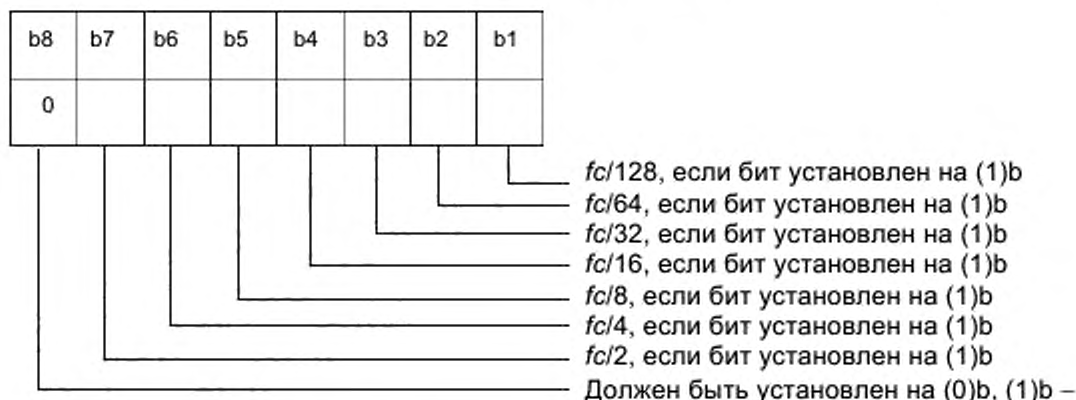 b8 b7 b6 b5 b4 b3 b2 b1
0
fc/128, если бит установлен на (1)b
fc/64, если бит установлен на (1)b
fc/32, если бит установлен на (1)b
fc/16, если бит установлен на (1)b
fc/8, если бит установлен на (1)b
fc/4, если бит установлен на (1)b
fc/2, если бит установлен на (1)b
Должен быть установлен на (0)b, (1)b –